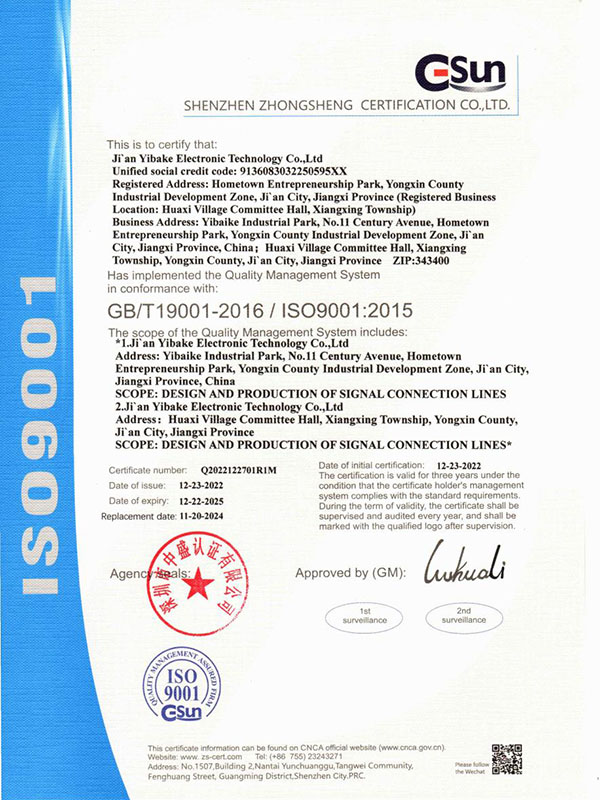 CSun
SHENZHEN ZHONGSHENG CERTIFICATION CO.,LTD.
This is to certify that:
Ji`an Yibake Electronic Technology Co.,Ltd
Unified social credit code: 9136083032250595XX
Registered Address: Hometown Entrepreneurship Park, Yongxin County
Industrial Development Zone, Ji`an City, Jiangxi Province (Registered Business
Location: Huaxi Village Committee Hall, Xiangxing Township)
Business Address: Yibaike Industrial Park, No.11 Century Avenue, Hometown
Entrepreneurship Park, Yongxin County Industrial Development Zone, Ji`an
City, Jiangxi Province, China；Huaxi Village Committee Hall, Xiangxing
Township, Yongxin County, Ji`an City, Jiangxi Province ZIP:343400
Has implemented the Quality Management System
in conformance with:
GB/T19001-2016 / ISO9001:2015
The scope of the Quality Management System includes:
*1.Ji`an Yibake Electronic Technology Co.,Ltd
Address: Yibaike Industrial Park, No.11 Century Avenue, Hometown
Entrepreneurship Park, Yongxin County Industrial Development Zone, Ji`an City,
Jiangxi Province, China
SCOPE: DESIGN AND PRODUCTION OF SIGNAL CONNECTION LINES
2.Ji`an Yibake Electronic Technology Co.,Ltd
Address：Huaxi Village Committee Hall, Xiangxing Township, Yongxin County,
Ji`an City, Jiangxi Province
SCOPE: DESIGN AND PRODUCTION OF SIGNAL CONNECTION LINES*
ISO9001
Certificate number: Q2022122701R1M
Date of issue: 12-23-2022
Date of expiry: 12-22-2025
Replacement date: 11-20-2024
Date of initial certification: 12-23-2022
The certification is valid for three years under the
condition that the certificate holder's management
system complies with the standard requirements.
During the term of validity, the certificate shall be
supervised and audited every year, and shall be
marked with the qualified logo after supervision.
Agency seals:
深圳市中盛认证有限公司
Approved by (GM):
1st
surveillance
2nd
surveillance
QUALITY MANAGEMENT ASSURED FIRM
ISO
9001
CSun
This certificate information can be found on CNCA official website (www.cnca.gov.cn).
Website: www. zs-cert.com Tel: (+86 755) 23243271
Address: No.1507,Building 2,Nantai Yunchuanggu,Tangwei Community,
Fenghuang Street, Guangming District,Shenzhen City.PRC.
Please follow
the Wechat